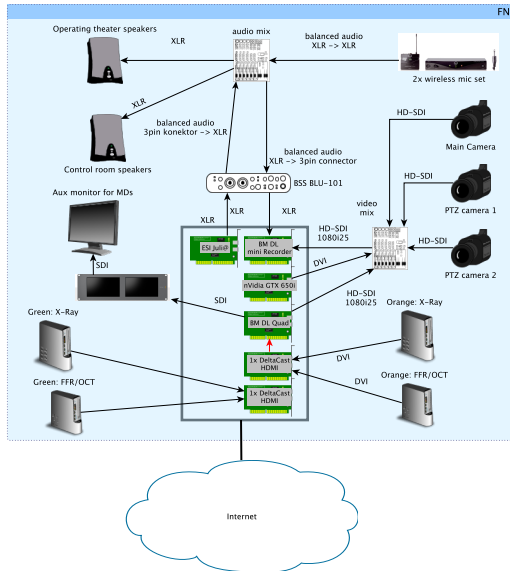 FN
Operating theater speakers
XLR
audio mix
balanced audio
XLR -> XLR
2x wireless mic set
XLR
balanced audio
3pin konektor -> XLR
HD-SDI
Main Camera
Control room speakers
balanced audio
XLR -> 3pin connector
BSS BLU-101
HD-SDI
Aux monitor for MDs
video
mix
PTZ camera 1
XLR
XLR
XLR
HD-SDI
1080i25
HD-SDI
ESI Juli@
BM DL
mini Recorder
SDI
DVI
PTZ camera 2
nVidia GTX 650i
SDI
HD-SDI
1080i25
BM DL Quad
Green: X-Ray
Orange: X-Ray
1x DeltaCast
HDMI
DVI
Green: FFR/OCT
DVI
Orange: FFR/OCT
1x DeltaCast
HDMI
Internet